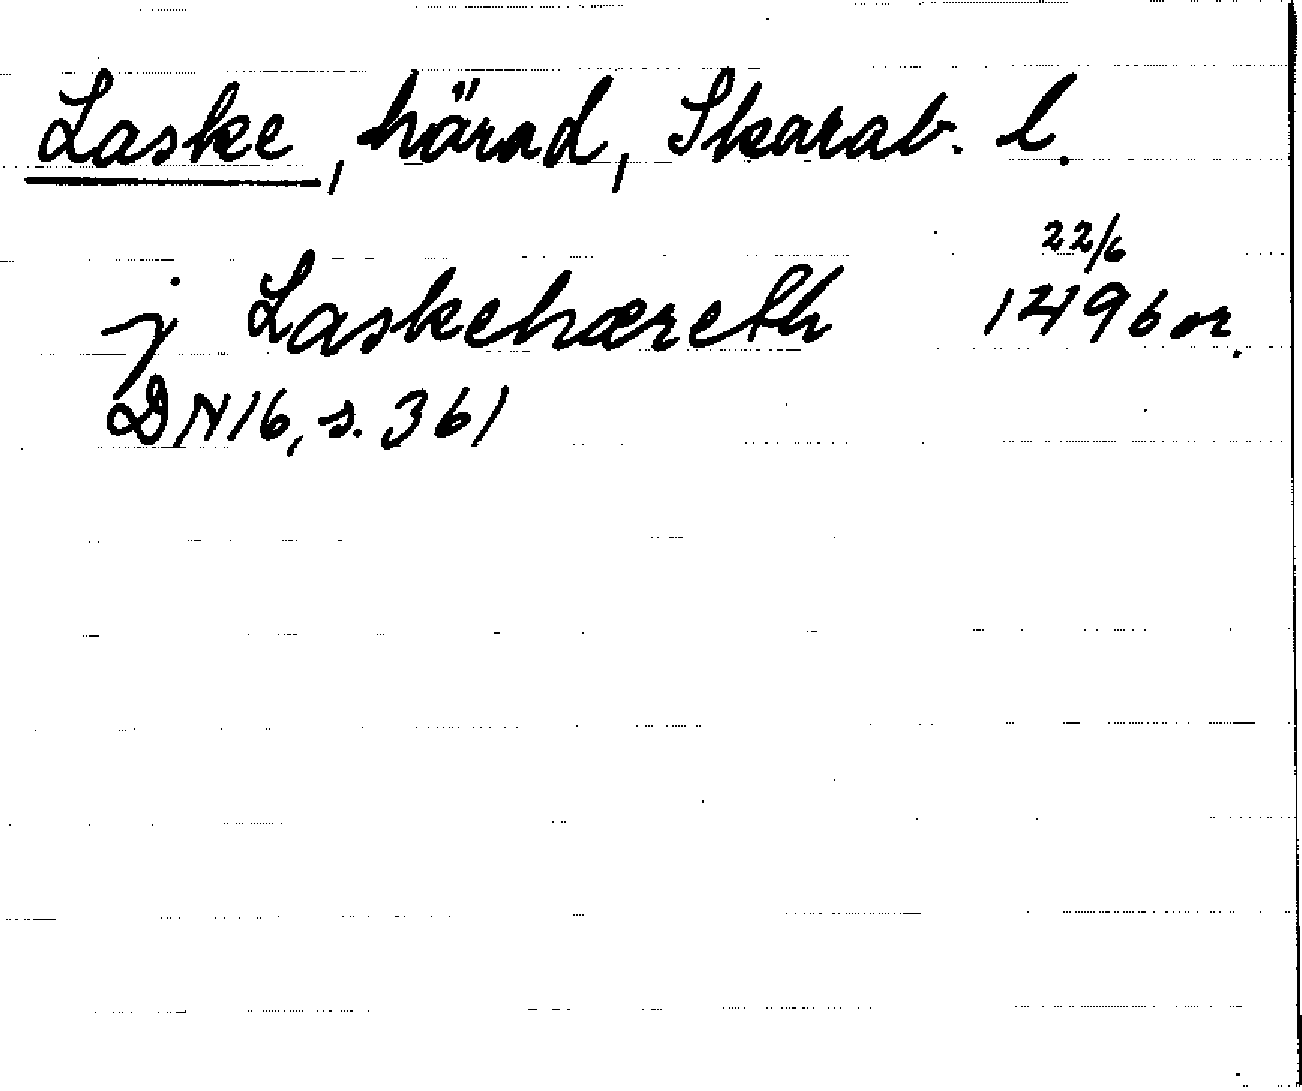 Laske, härad, Skarab. l.
j Laskehæreth 22/6 1496 or.
DN 16, s. 361